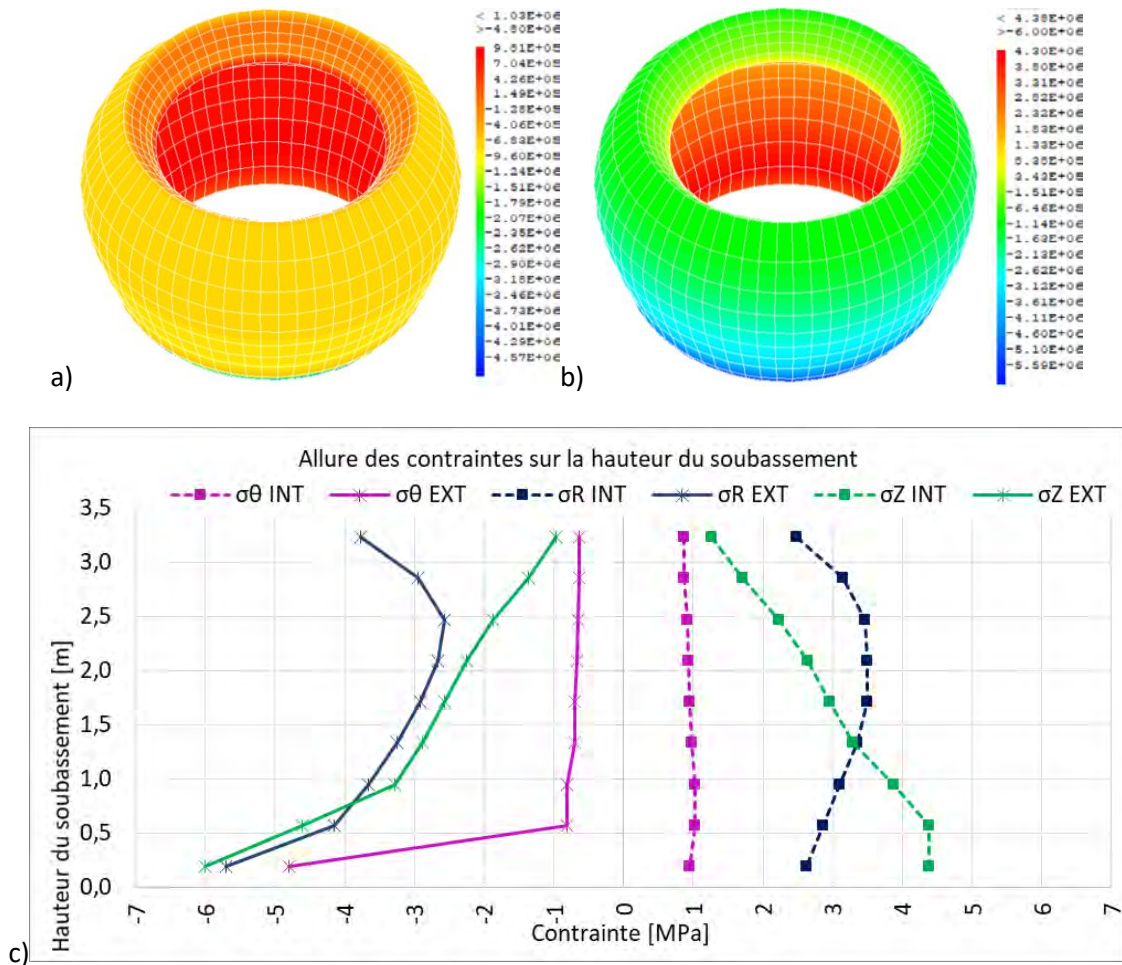 < 1.03E+06
>-4.80E+06
9.81E+05
7.04E+05
4.26E+05
1.49E+05
-1.28E+05
-4.06E+05
-6.83E+05
-9.60E+05
-1.24E+06
-1.51E+06
-1.79E+06
-2.07E+06
-2.35E+06
-2.62E+06
-2.90E+06
-3.18E+06
-3.46E+06
-3.73E+06
-4.01E+06
-4.29E+06
-4.57E+06
a)
< 4.38E+06
>-6.00E+06
4.30E+06
3.80E+06
3.31E+06
2.82E+06
2.32E+06
1.83E+06
1.33E+06
8.38E+05
3.43E+05
-1.51E+05
-6.46E+05
-1.14E+06
-1.63E+06
-2.13E+06
-2.62E+06
-3.12E+06
-3.61E+06
-4.11E+06
-4.60E+06
-5.10E+06
-5.59E+06
b)
Allure des contraintes sur la hauteur du soubassement
σθ INT σθ EXT σR INT σR EXT σZ INT σZ EXT
3,5
3,0
2,5
2,0
1,5
1,0
0,5
0,0
Hauteur du soubassement [m]
-7 -6 -5 -4 -3 -2 -1 0 1 2 3 4 5 6 7
Contrainte [MPa]
c)